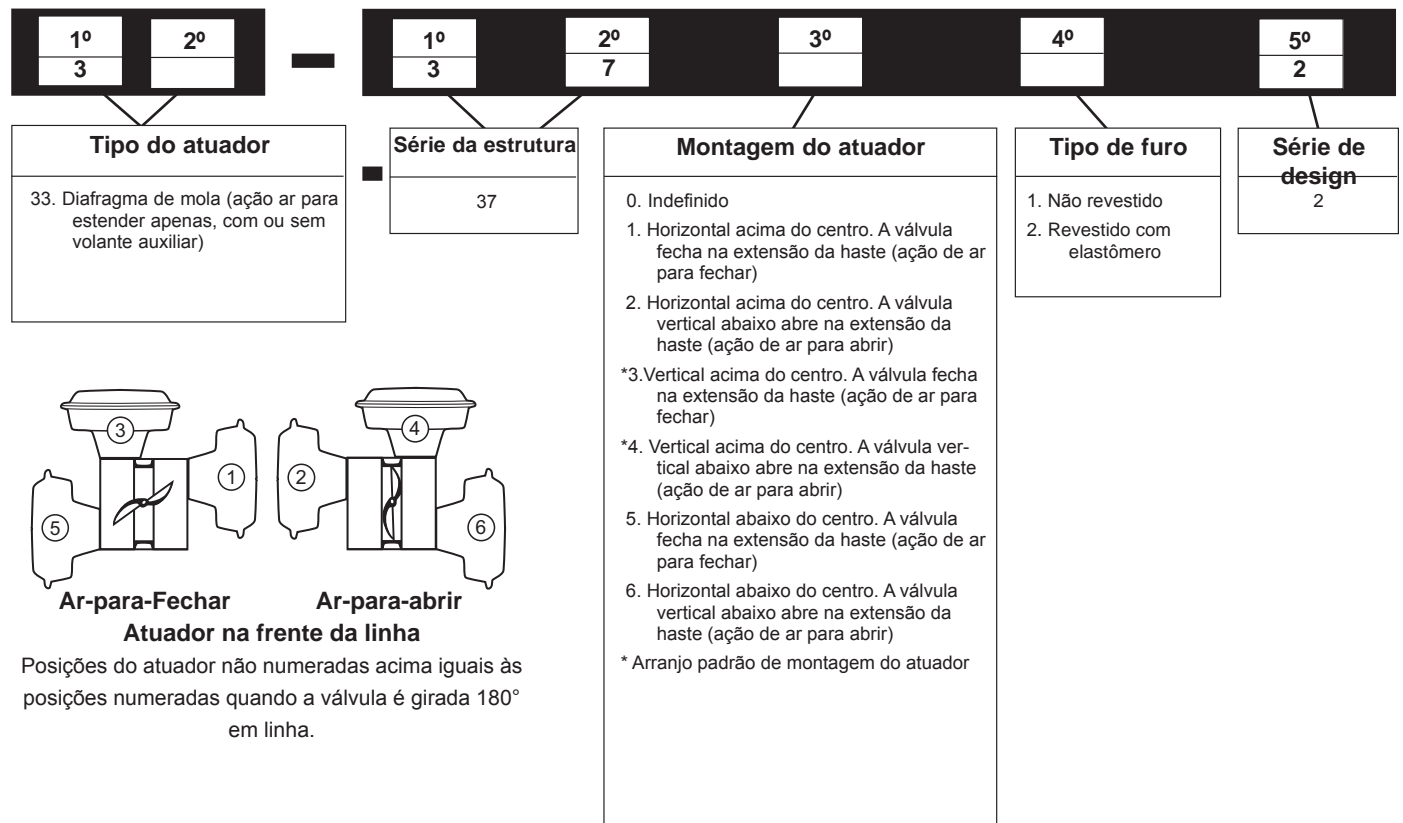 1º 2º 1º 2º 3º 4º 5º
3 3 7 2
Tipo do atuador
33. Diafragma de mola (ação ar para
estender apenas, com ou sem
volante auxiliar)
Série da estrutura
37
Montagem do atuador
0. Indefinido
1. Horizontal acima do centro. A válvula
fecha na extensão da haste (ação de ar
para fechar)
2. Horizontal acima do centro. A válvula
vertical abaixo abre na extensão da
haste (ação de ar para abrir)
*3.Vertical acima do centro. A válvula fecha
na extensão da haste (ação de ar para
fechar)
*4. Vertical acima do centro. A válvula ver-
tical abaixo abre na extensão da haste
(ação de ar para abrir)
5. Horizontal abaixo do centro. A válvula
fecha na extensão da haste (ação de ar
para fechar)
6. Horizontal abaixo do centro. A válvula
vertical abaixo abre na extensão da
haste (ação de ar para abrir)
* Arranjo padrão de montagem do atuador
Tipo de furo
1. Não revestido
2. Revestido com
elastômero
Série de
design
2
3 4
1 2
5 6
Ar-para-Fechar Ar-para-abrir
Atuador na frente da linha
Posições do atuador não numeradas acima iguais às
posições numeradas quando a válvula é girada 180°
em linha.